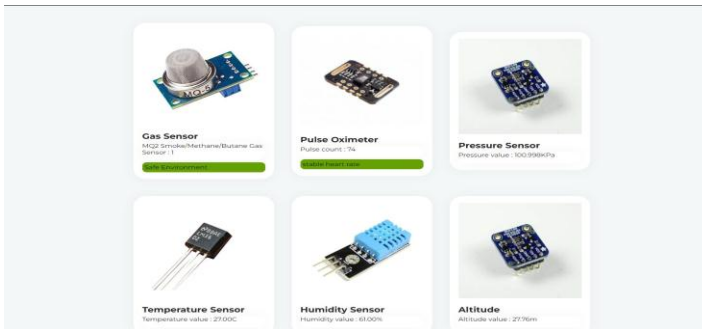 Gas Sensor
MQ2 Smoke/Methane/Butane Gas
Sensor : 1
Safe Environment
Pulse Oximeter
Pulse count : 74
stable heart rate
Pressure Sensor
Pressure value : 100.998KPa
Temperature Sensor
Temperature value : 27.00C
Humidity Sensor
Humidity value : 61.00%
Altitude
Altitude value : 27.76m